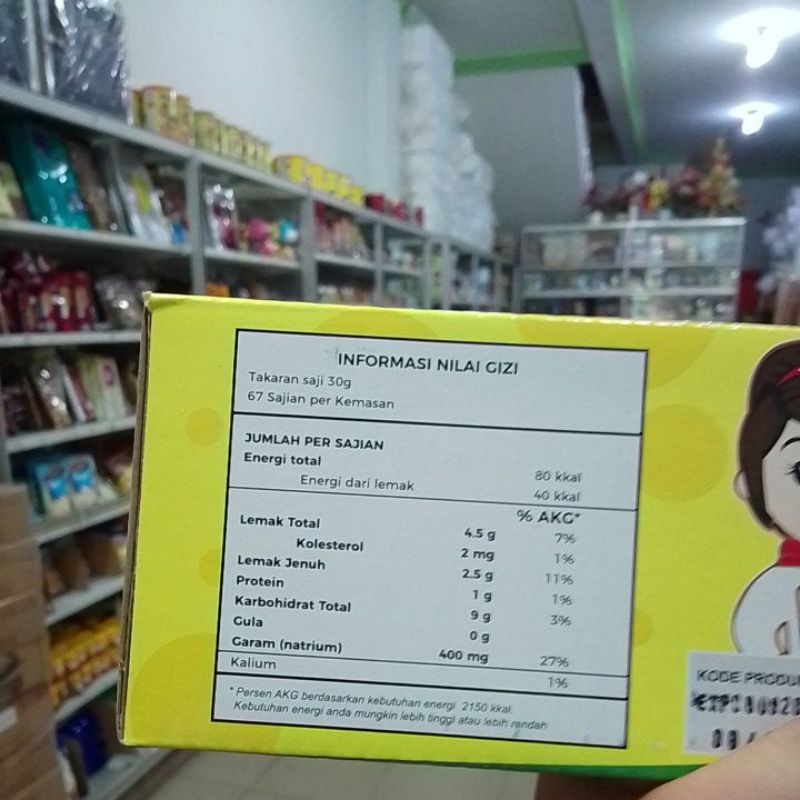 INFORMASI NILAI GIZI
Takaran saji 30g
67 Sajian per Kemasan
JUMLAH PER SAJIAN
Energi total 80 kkal
Energi dari lemak 40 kkal
% AKG*
Lemak Total 4.5 g 7%
Kolesterol 2 mg 1%
Lemak Jenuh 2.5 g 11%
Protein 1 g 1%
Karbohidrat Total 9 g 3%
Gula 0 g
Garam (natrium) 400 mg 27%
Kalium 1%
* Persen AKG berdasarkan kebutuhan energi 2150 kkal.
Kebutuhan energi anda mungkin lebih tinggi atau lebih rendah
KODE